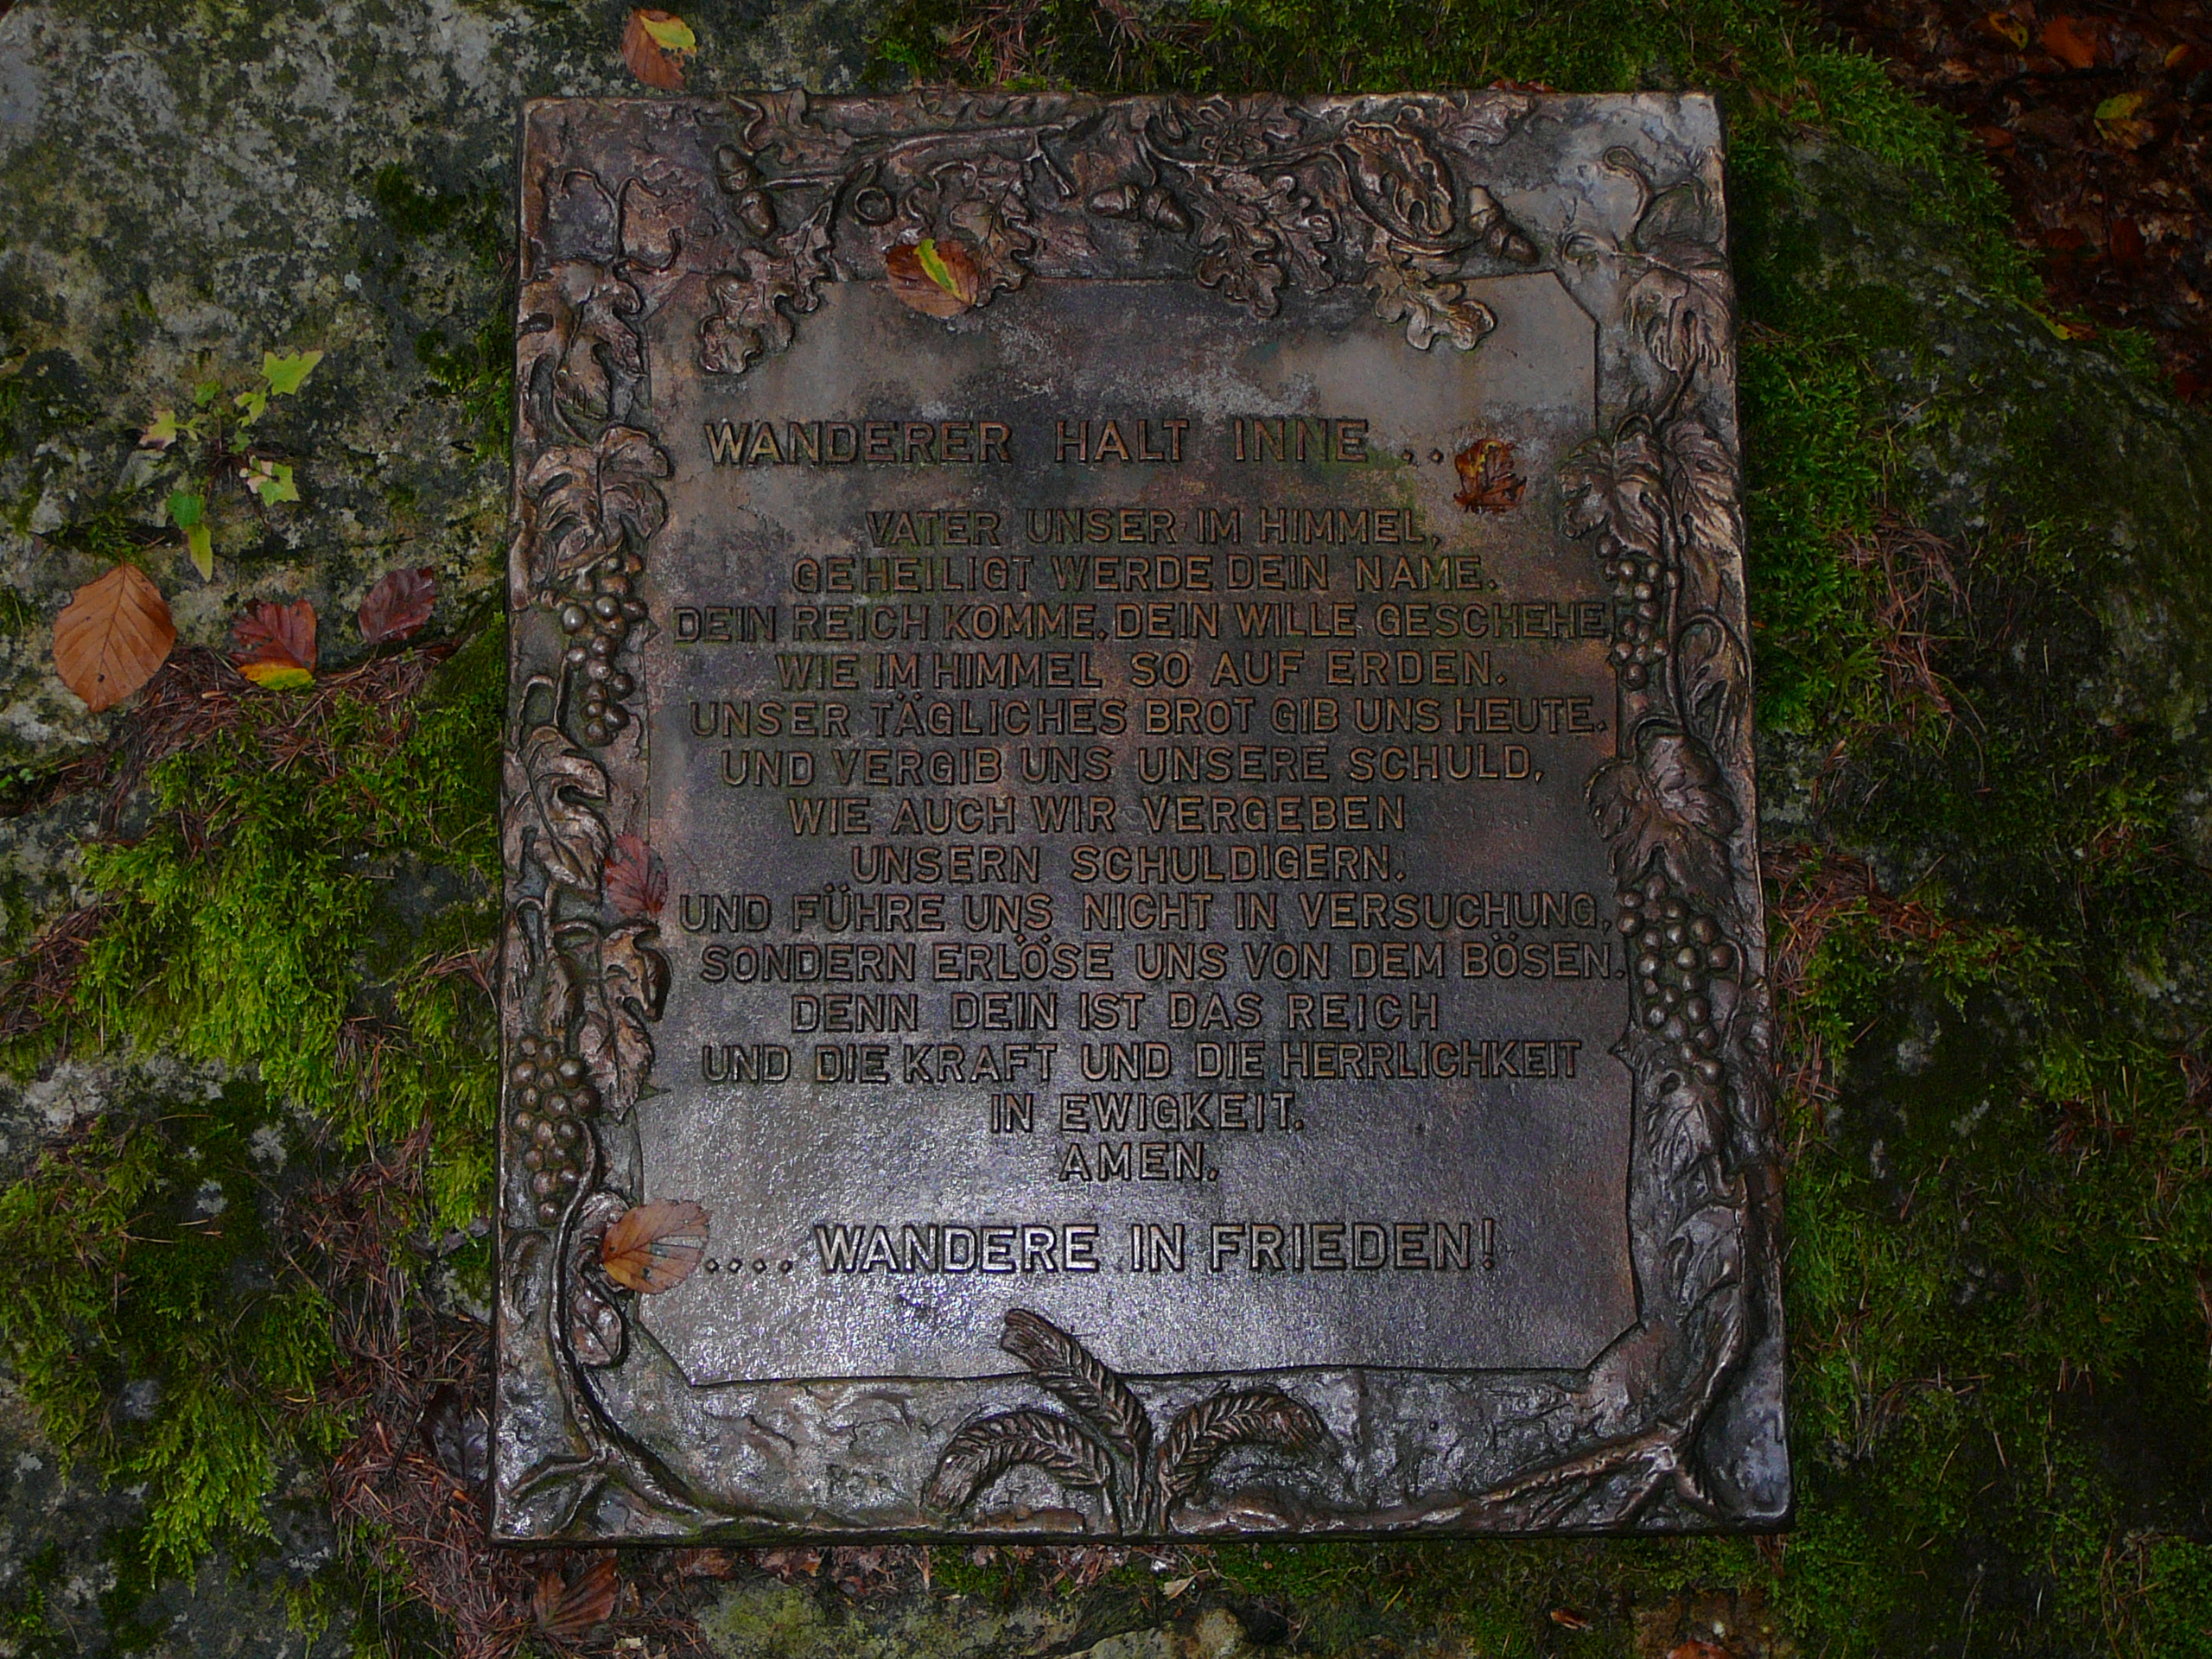 WANDERER HALT INNE ..
VATER UNSER IM HIMMEL,
GEHEILIGT WERDE DEIN NAME.
DEIN REICH KOMME, DEIN WILLE GESCHEHE,
WIE IM HIMMEL SO AUF ERDEN.
UNSER TÄGLICHES BROT GIB UNS HEUTE.
UND VERGIB UNS UNSERE SCHULD,
WIE AUCH WIR VERGEBEN
UNSERN SCHULDIGERN.
UND FÜHRE UNS NICHT IN VERSUCHUNG,
SONDERN ERLÖSE UNS VON DEM BÖSEN.
DENN DEIN IST DAS REICH
UND DIE KRAFT UND DIE HERRLICHKEIT
IN EWIGKEIT.
AMEN.
.... WANDERE IN FRIEDEN!